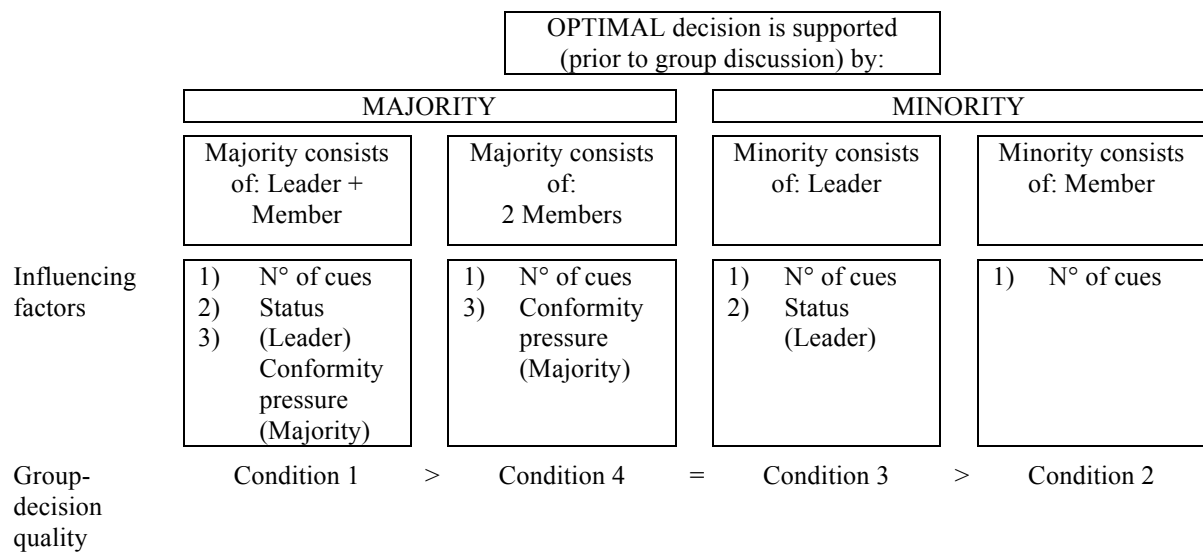 OPTIMAL decision is supported
(prior to group discussion) by:
MAJORITY
MINORITY
Majority consists
of: Leader +
Member
Majority consists
of:
2 Members
Minority consists
of: Leader
Minority consists
of: Member
Influencing
factors
1) N° of cues
2) Status
3) (Leader)
Conformity
pressure
(Majority)
1) N° of cues
3) Conformity
pressure
(Majority)
1) N° of cues
2) Status
(Leader)
1) N° of cues
Group-
decision
quality
Condition 1 > Condition 4 = Condition 3 > Condition 2